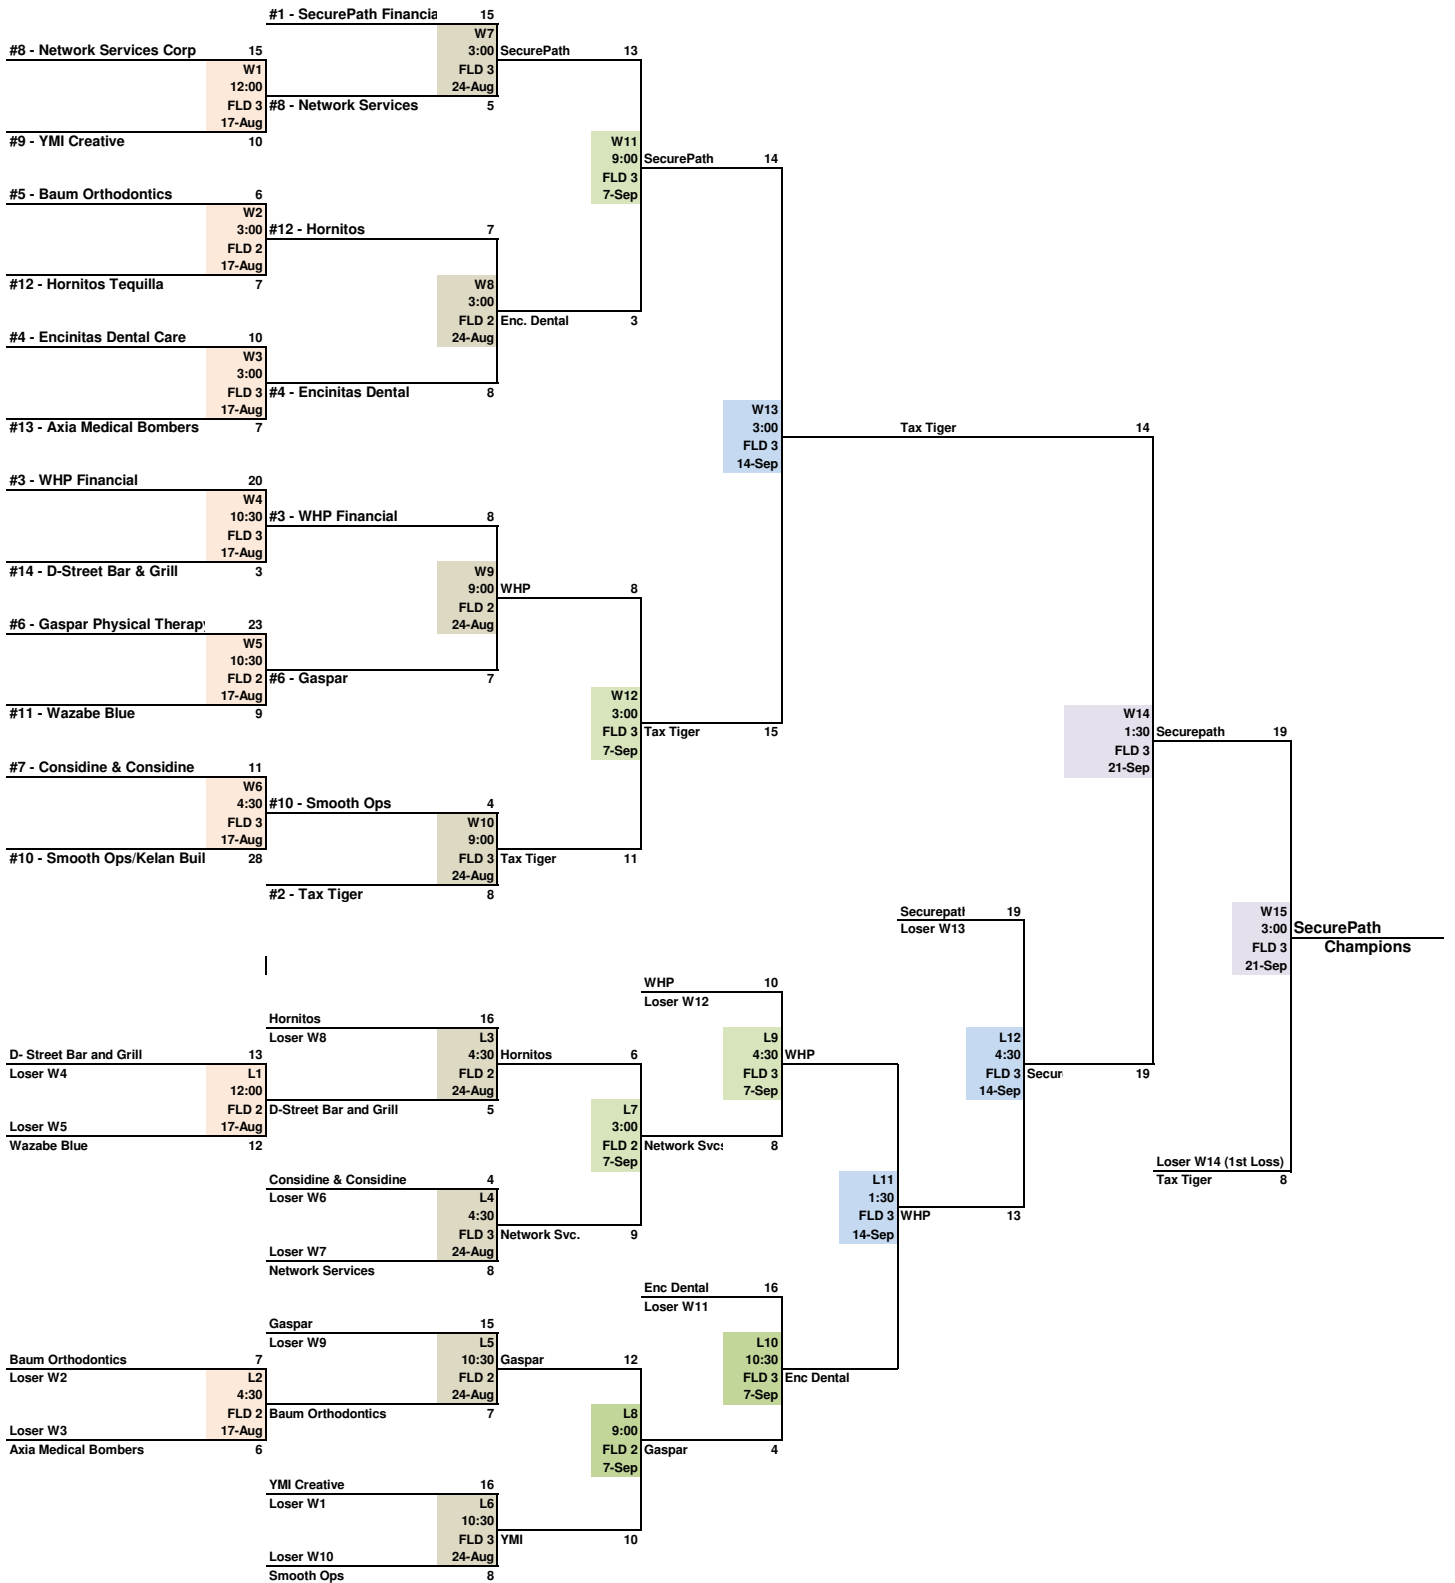 #1 - SecurePath Financia 15
W7
#8 - Network Services Corp 15 3:00 SecurePath 13
W1 FLD 3
12:00 24-Aug
FLD 3 #8 - Network Services 5
17-Aug
#9 - YMI Creative 10 W11
9:00 SecurePath 14
FLD 3
#5 - Baum Orthodontics 6 7-Sep
W2
3:00 #12 - Hornitos 7
FLD 2
17-Aug
#12 - Hornitos Tequilla 7 W8
3:00
FLD 2 Enc. Dental 3
#4 - Encinitas Dental Care 10 24-Aug
W3
3:00
FLD 3 #4 - Encinitas Dental 8
17-Aug W13
#13 - Axia Medical Bombers 7 3:00 Tax Tiger 14
FLD 3
14-Sep
#3 - WHP Financial 20
W4
10:30 #3 - WHP Financial 8
FLD 3
17-Aug
#14 - D-Street Bar & Grill 3 W9
9:00 WHP 8
FLD 2
#6 - Gaspar Physical Therapy 23 24-Aug
W5
10:30
FLD 2 #6 - Gaspar 7
17-Aug W12
#11 - Wazabe Blue 9 3:00 W14
FLD 3 Tax Tiger 15 1:30 Securepath 19
7-Sep FLD 3
#7 - Considine & Considine 11 21-Sep
W6
4:30 #10 - Smooth Ops 4
FLD 3 W10
17-Aug 9:00
#10 - Smooth Ops/Kelan Buil 28 FLD 3 Tax Tiger 11
24-Aug
#2 - Tax Tiger 8
Securepath 19 W15
Loser W13 3:00 SecurePath
FLD 3 Champions
21-Sep
WHP 10
Loser W12
Hornitos 16
Loser W8 L3 L9 L12
D- Street Bar and Grill 13 4:30 Hornitos 6 4:30 WHP 4:30
Loser W4 L1 FLD 2 FLD 3 FLD 3 Secur 19
12:00 24-Aug 7-Sep 14-Sep
FLD 2 D-Street Bar and Grill 5 L7
Loser W5 17-Aug 3:00
Wazabe Blue 12 FLD 2 Network Svcs 8
7-Sep Loser W14 (1st Loss)
Considine & Considine 4 L11 Tax Tiger 8
Loser W6 L4 1:30
4:30 FLD 3 WHP 13
FLD 3 Network Svc. 9 14-Sep
Loser W7 24-Aug
Network Services 8
Enc Dental 16
Loser W11
Gaspar 15
Loser W9 L5 L10
Baum Orthodontics 7 10:30 Gaspar 12 10:30
Loser W2 L2 FLD 2 FLD 3 Enc Dental
4:30 24-Aug 7-Sep
FLD 2 Baum Orthodontics 7 L8
Loser W3 17-Aug 9:00
Axia Medical Bombers 6 FLD 2 Gaspar 4
7-Sep
YMI Creative 16
Loser W1 L6
10:30
FLD 3 YMI 10
Loser W10 24-Aug
Smooth Ops 8